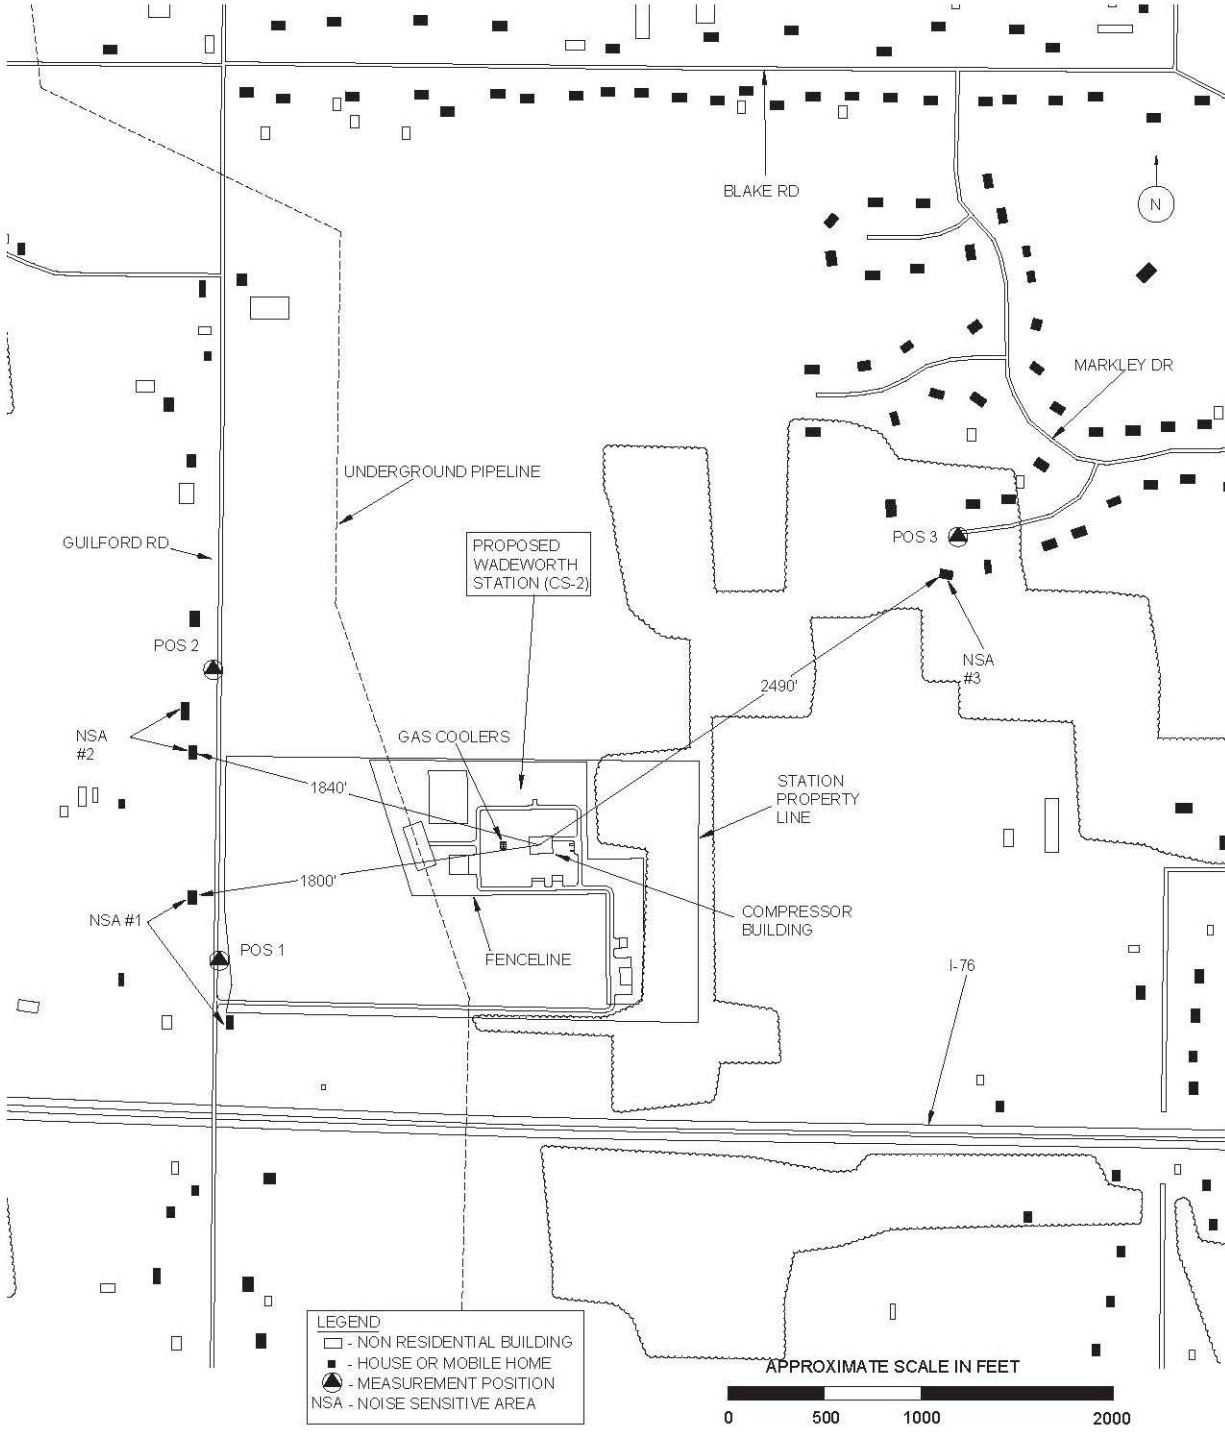 BLAKE RD
N
MARKLEY DR
UNDERGROUND PIPELINE
GUILFORD RD
PROPOSED
WADEWORTH
STATION (CS-2)
POS 3
POS 2
NSA
#3
2490'
NSA
#2
GAS COOLERS
1840'
STATION
PROPERTY
LINE
1800'
NSA #1
COMPRESSOR
BUILDING
POS 1
FENCELINE
I-76
LEGEND
- NON RESIDENTIAL BUILDING
- HOUSE OR MOBILE HOME
- MEASUREMENT POSITION
NSA - NOISE SENSITIVE AREA
APPROXIMATE SCALE IN FEET
0 500 1000 2000